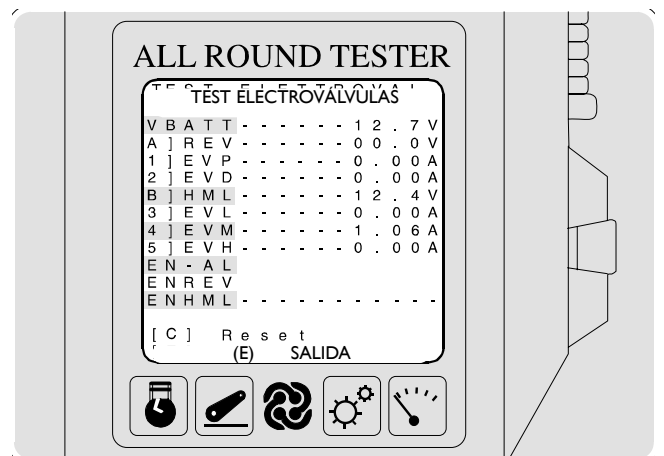 ALL ROUND TESTER
TEST ELECTROVÁLVULAS
VBATT------12.7V
A]REV------00.0V
1]EVP------0.00A
2]EVD------0.00A
B]HML------12.4V
3]EVL------0.00A
4]EVM------1.06A
5]EVH------0.00A
EN-AL
ENREV
ENHML-----------
[C] Reset
(E) SALIDA